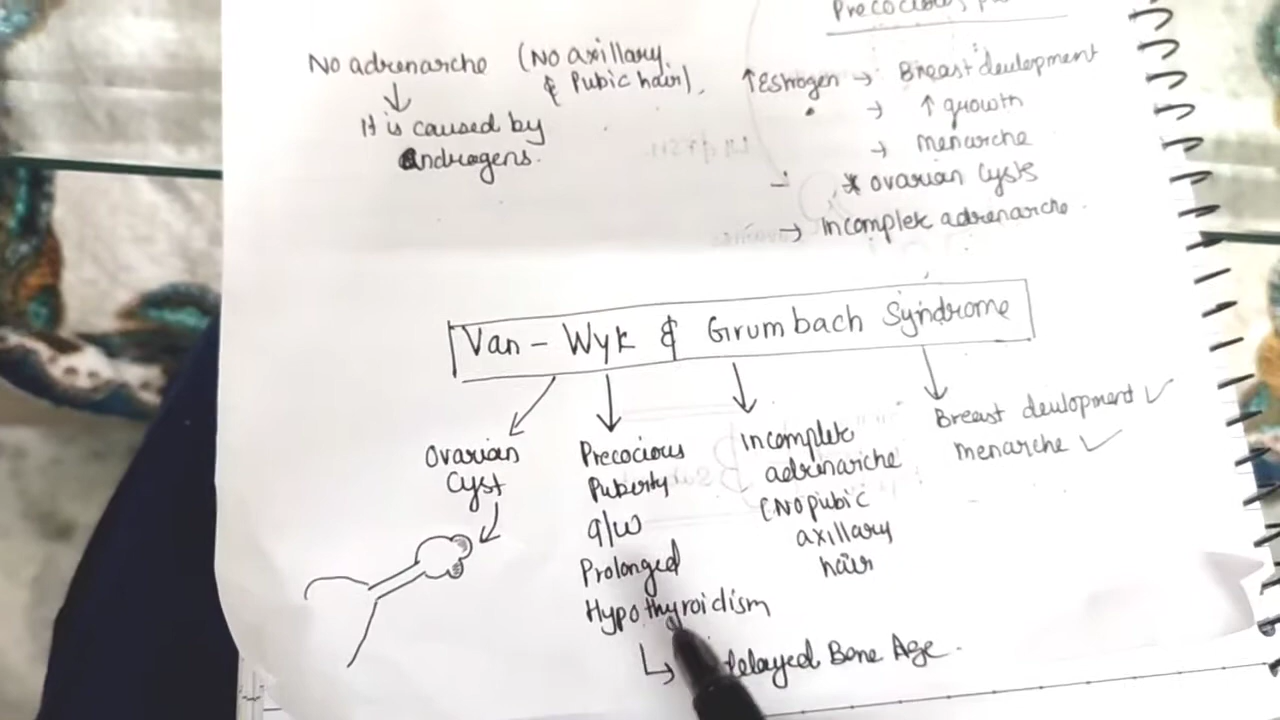 Precocious
No adrenarche (No axillary
& Pubic hair),
↓
It is caused by
Androgens.
↑Estrogen → Breast development
→ ↑ growth
→ menarche
* ovarian Cysts
→ Incomplete adrenarche
Van - Wyk & Grumbach Syndrome
Ovarian
Cyst
Precocious
Puberty
a/w
Prolonged
Hypothyroidism
↳ delayed Bone Age.
Incomplete
adrenarche
(No pubic
axillary
hair
Breast development ✓
menarche ✓